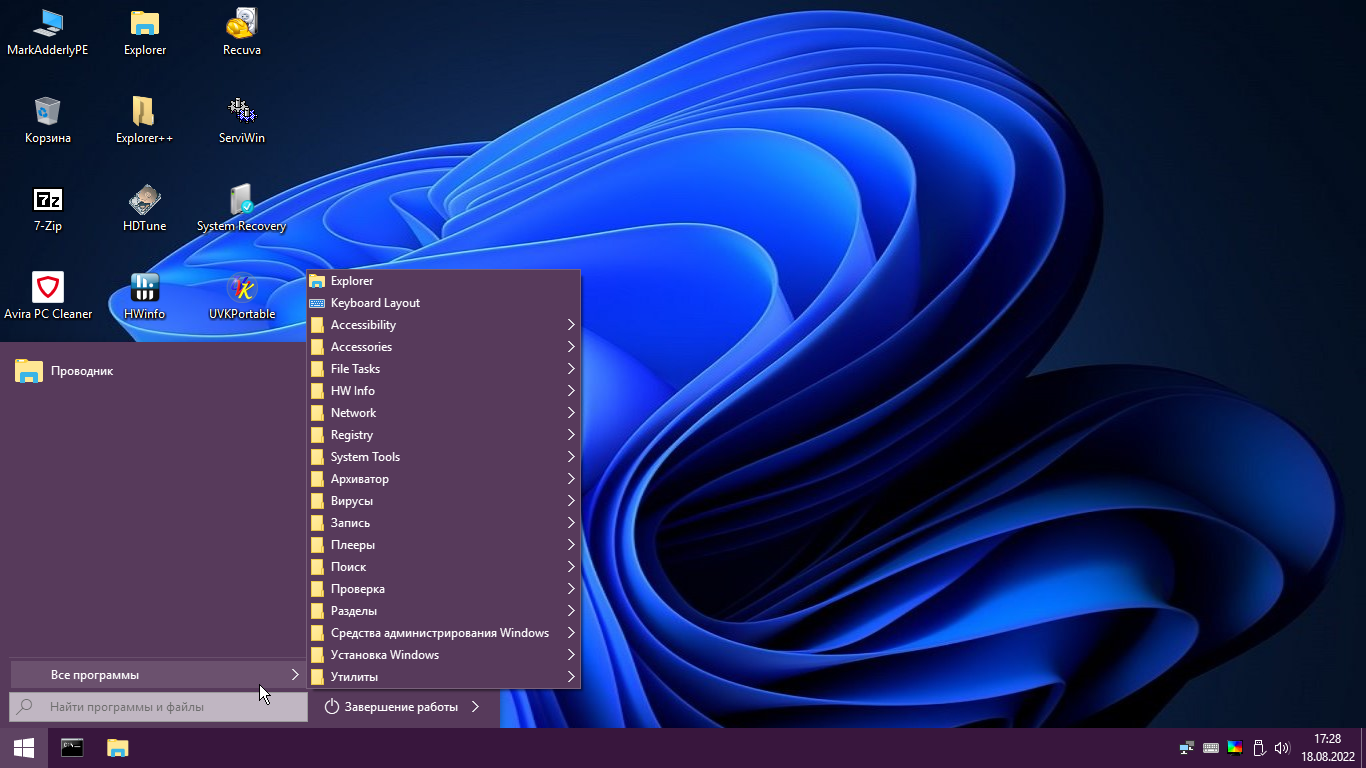 MarkAdderlyPE
Explorer
Recuva
Корзина
Explorer++
ServiWin
7z
7-Zip
HDTune
System Recovery
Avira PC Cleaner
HWinfo
UVKPortable
Проводник
Все программы
Найти программы и файлы
Explorer
Keyboard Layout
Accessibility
Accessories
File Tasks
HW Info
Network
Registry
System Tools
Архиватор
Вирусы
Запись
Плееры
Поиск
Проверка
Разделы
Средства администрирования Windows
Установка Windows
Утилиты
Завершение работы
17:28
18.08.2022